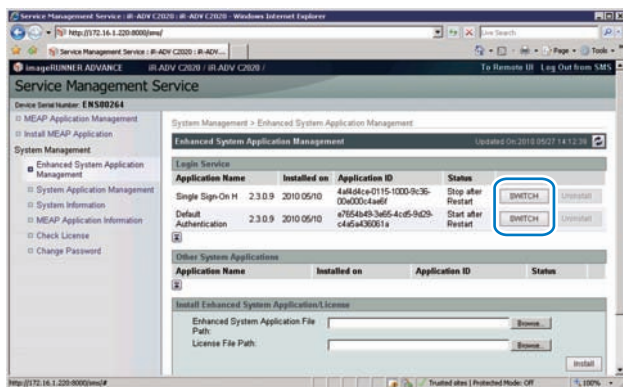 Service Management Service : iR-ADV C2020 : iR-ADV C2020 - Windows Internet Explorer
http://172.16.1.220:8000/sms/
Live Search
Service Management Service : iR-ADV C2020 : iR-ADV...
Page
Tools
imageRUNNER ADVANCE iR-ADV C2020 / iR-ADV C2020 /
To Remote UI Log Out from SMS
Service Management Service
Device Serial Number: ENS00264
MEAP Application Management
Install MEAP Application
System Management
Enhanced System Application Management
System Application Management
System Information
MEAP Application Information
Check License
Change Password
System Management > Enhanced System Application Management
Enhanced System Application Management
Updated On:2010 05/27 14:12:39
Login Service
Application Name Installed on Application ID Status
Single Sign-On H 2.3.0.9 2010 05/10 4af4d4ce-0115-1000-9c36-00e000c4ae6f Stop after Restart SWITCH Uninstall
Default Authentication 2.3.0.9 2010 05/10 e7654b49-3e65-4cd5-9d29-c4a5a436061a Start after Restart SWITCH Uninstall
Other System Applications
Application Name Installed on Application ID Status
Install Enhanced System Application/License
Enhanced System Application File Path: Browse...
License File Path: Browse...
Install
http://172.16.1.220:8000/sms/#
Trusted sites | Protected Mode: Off
100%